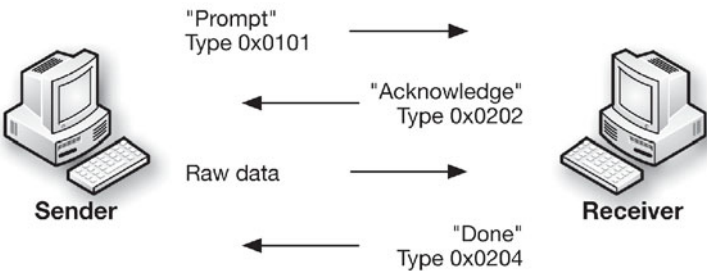 "Prompt"
Type 0x0101
"Acknowledge"
Type 0x0202
Raw data
Sender
Receiver
"Done"
Type 0x0204